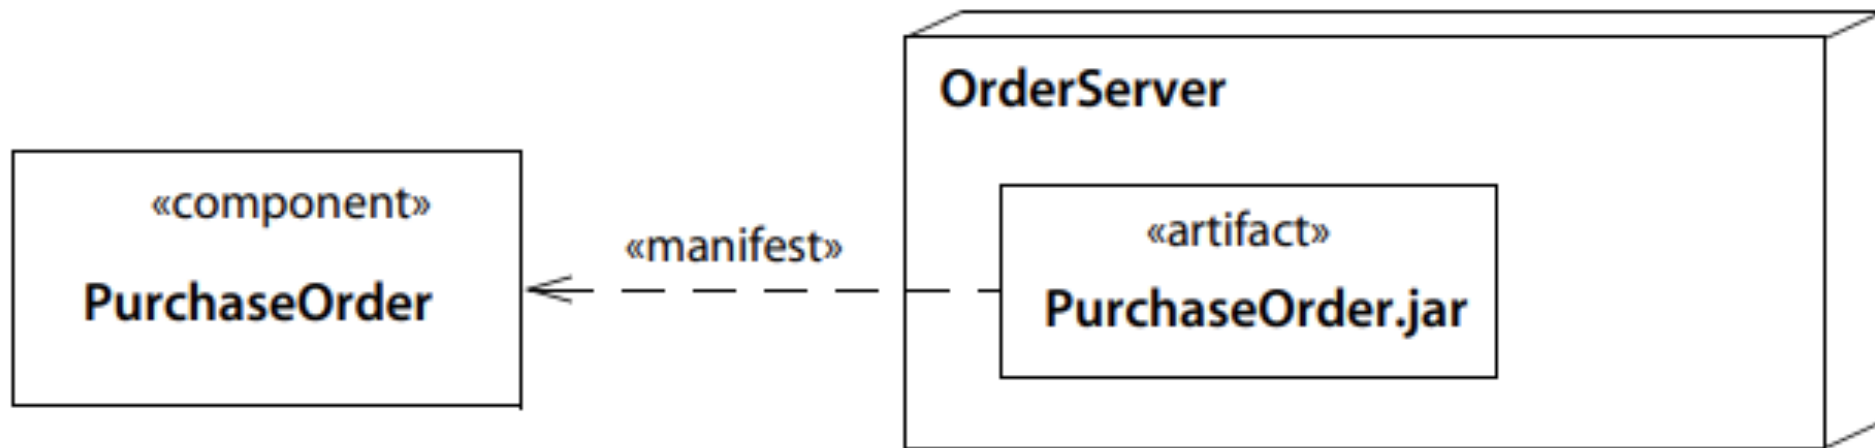 «component»
PurchaseOrder
«manifest»
OrderServer
«artifact»
PurchaseOrder.jar